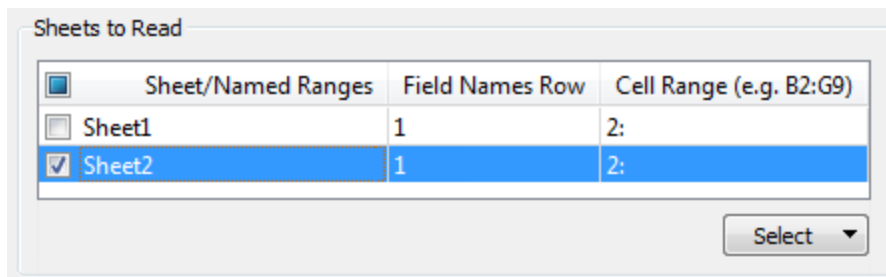 Sheets to Read
Sheet/Named Ranges Field Names Row Cell Range (e.g. B2:G9)
Sheet1 1 2:
Sheet2 1 2:
Select